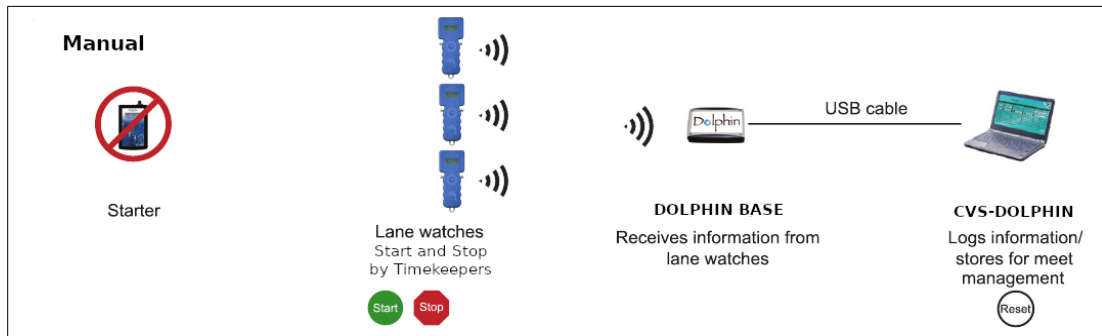 Manual
Starter
Lane watches
Start and Stop
by Timekeepers
Start
Stop
Dolphin
DOLPHIN BASE
Receives information from
lane watches
USB cable
CVS-DOLPHIN
Logs information/
stores for meet
management
Reset